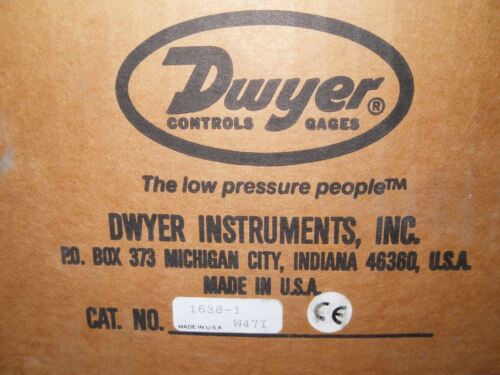 Dwyer®
CONTROLS GAGES
The low pressure people™
DWYER INSTRUMENTS, INC.
P.O. BOX 373 MICHIGAN CITY, INDIANA 46360, U.S.A.
MADE IN U.S.A.
CAT. NO. 1638-1
MADE IN U.S.A. W47I
CE